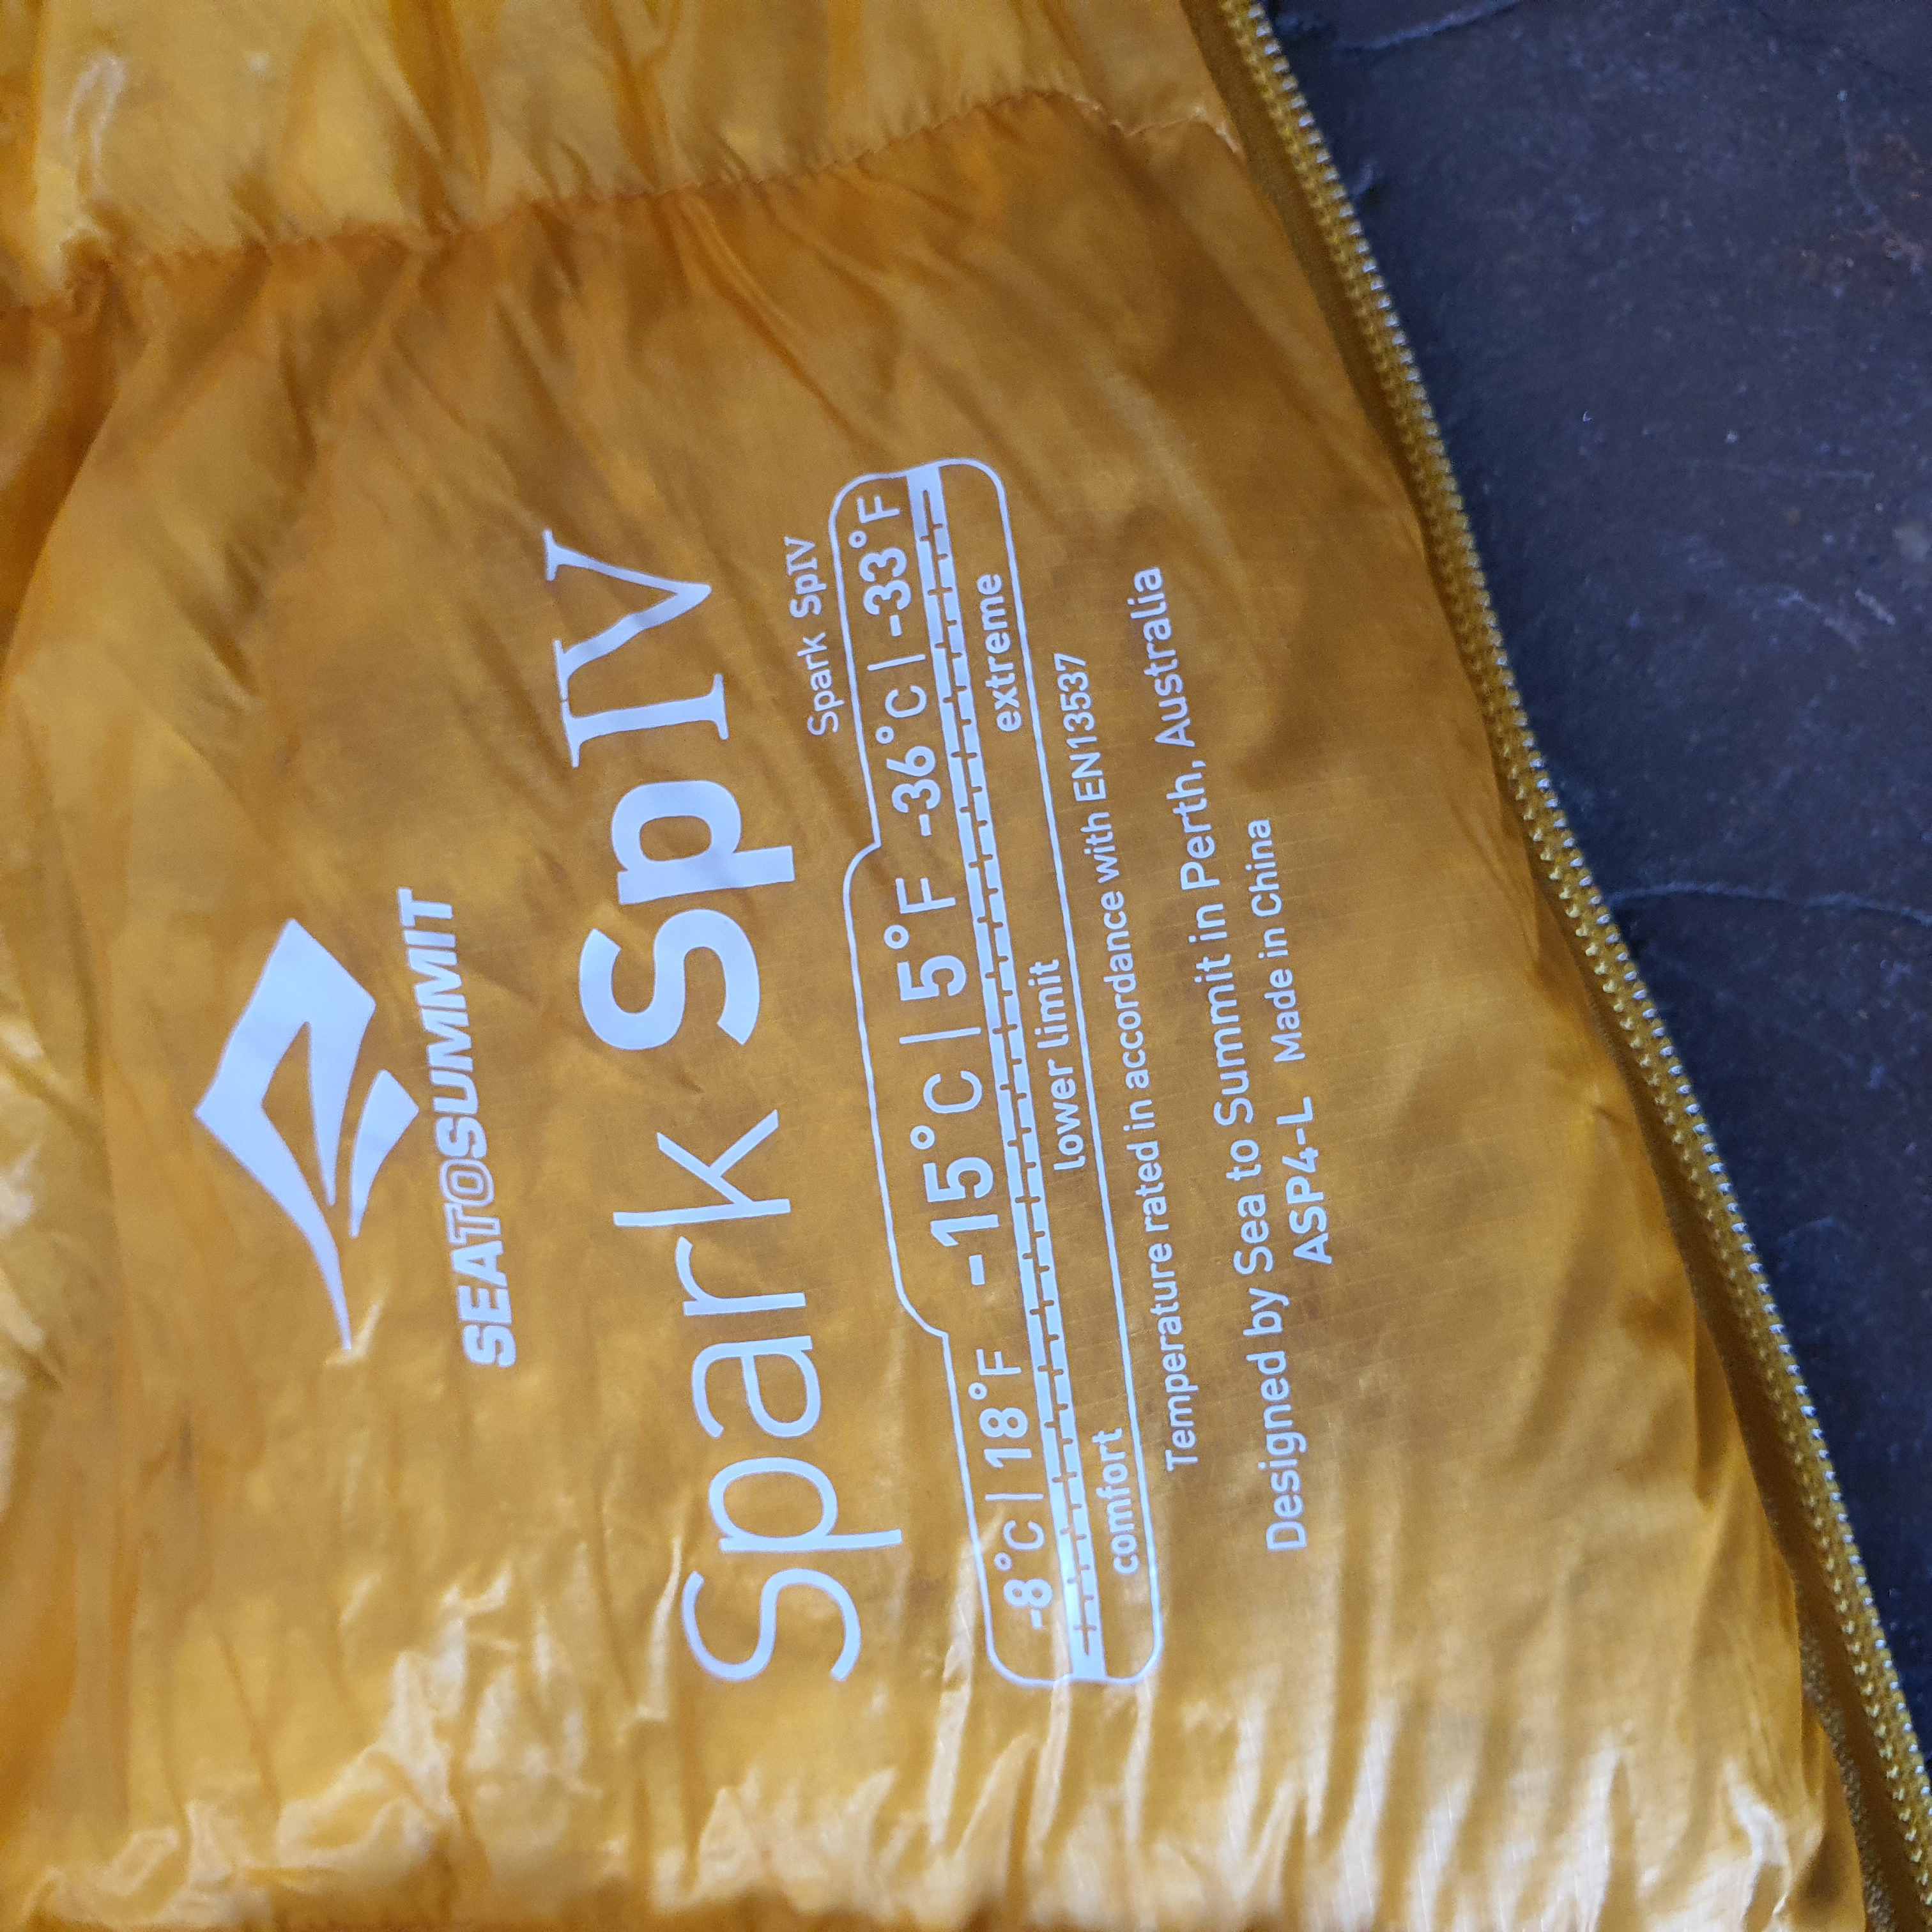 SEATOSUMMIT
Spark SpIV
Spark SpIV
-8°C | 18°F -15°C | 5°F -36°C | -33°F
comfort lower limit extreme
Temperature rated in accordance with EN13537
Designed by Sea to Summit in Perth, Australia
ASP4-L Made in China